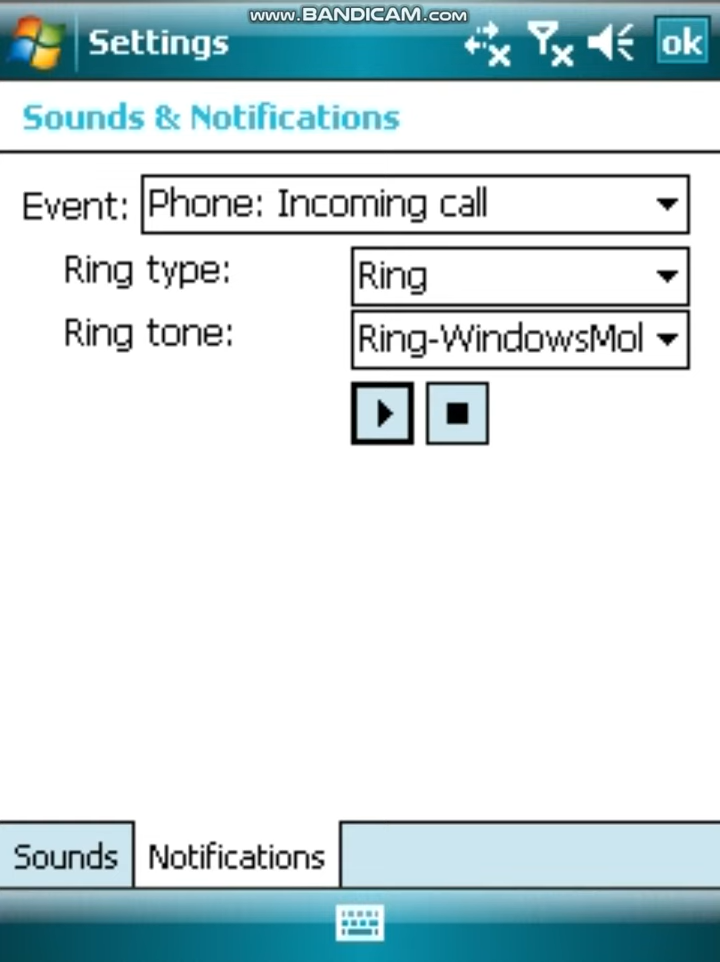 www.BANDICAM.com
Settings
ok
Sounds & Notifications
Event: Phone: Incoming call
Ring type: Ring
Ring tone: Ring-WindowsMol
Sounds Notifications